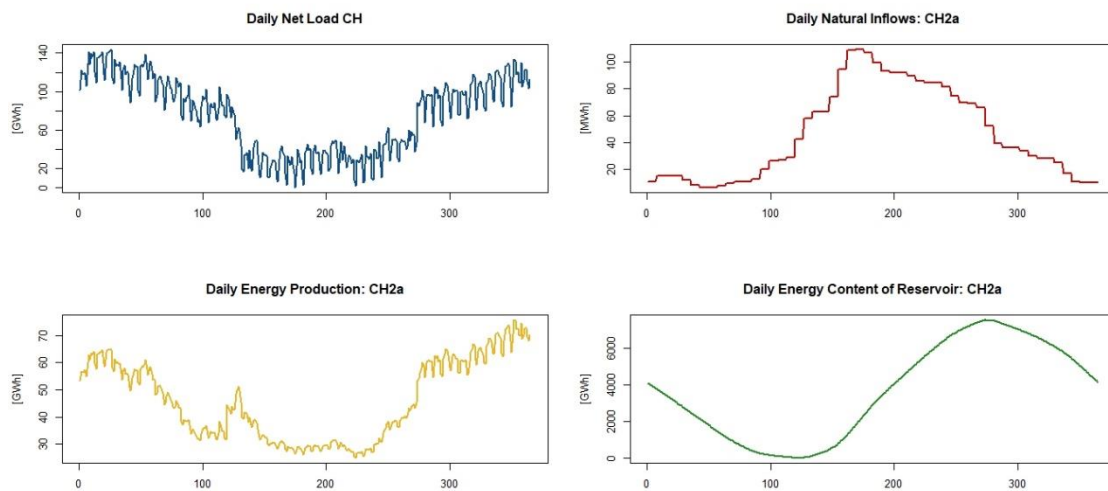 Daily Net Load CH
[GWh]
0 20 60 100 140
0 100 200 300
Daily Natural Inflows: CH2a
[MWh]
20 40 60 80 100
0 100 200 300
Daily Energy Production: CH2a
[GWh]
30 40 50 60 70
0 100 200 300
Daily Energy Content of Reservoir: CH2a
[GWh]
0 2000 4000 6000
0 100 200 300